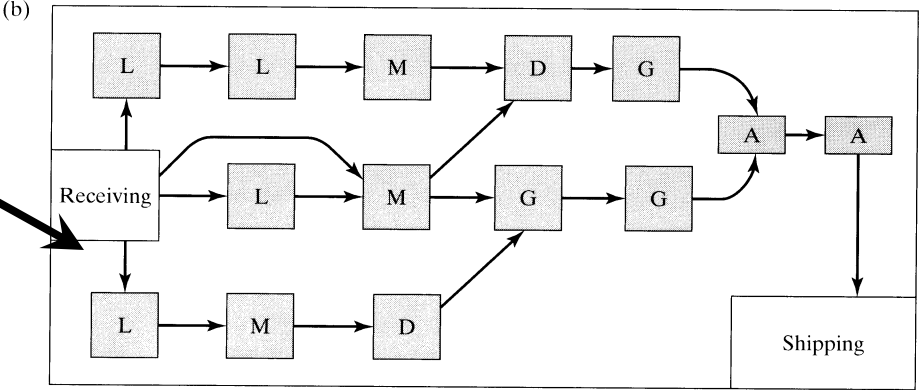 (b)
L L M D G
A A
Receiving L M G G
L M D
Shipping